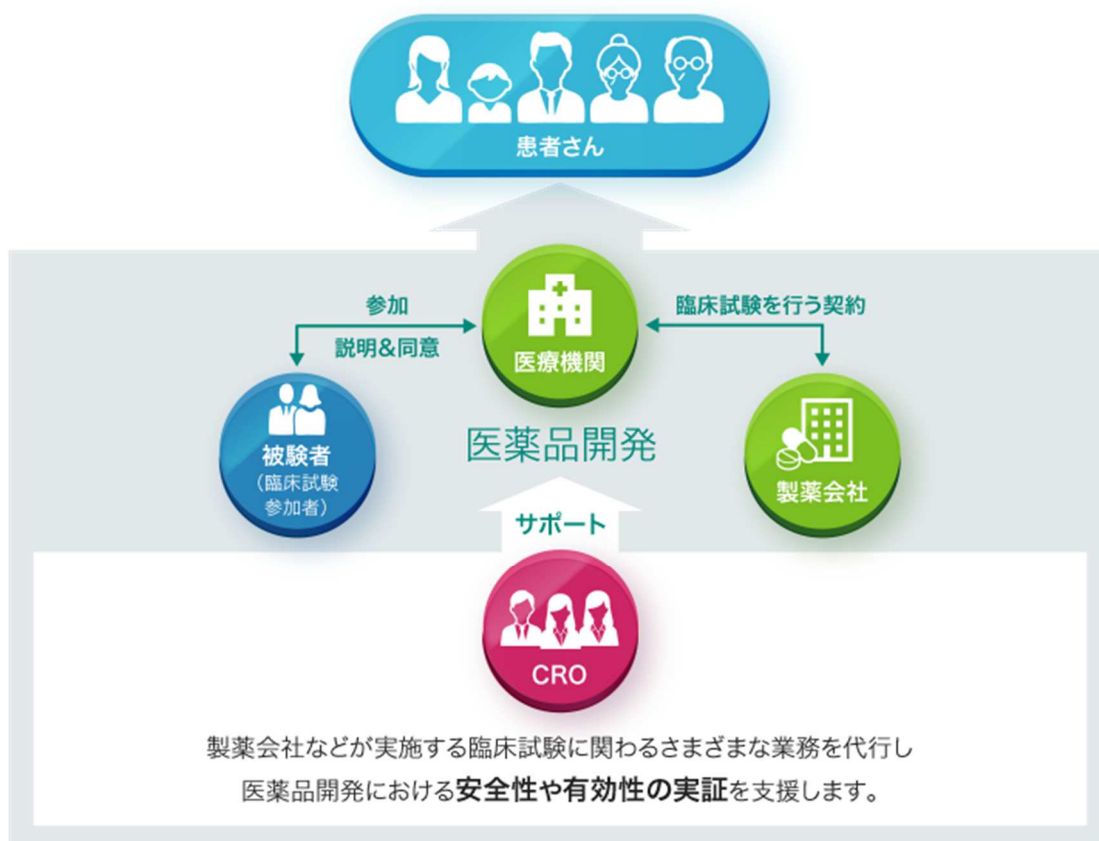 患者さん
参加
説明&同意
医療機関
臨床試験を行う契約
被験者
（臨床試験
参加者）
医薬品開発
製薬会社
サポート
CRO
製薬会社などが実施する臨床試験に関わるさまざまな業務を代行し
医薬品開発における安全性や有効性の実証を支援します。